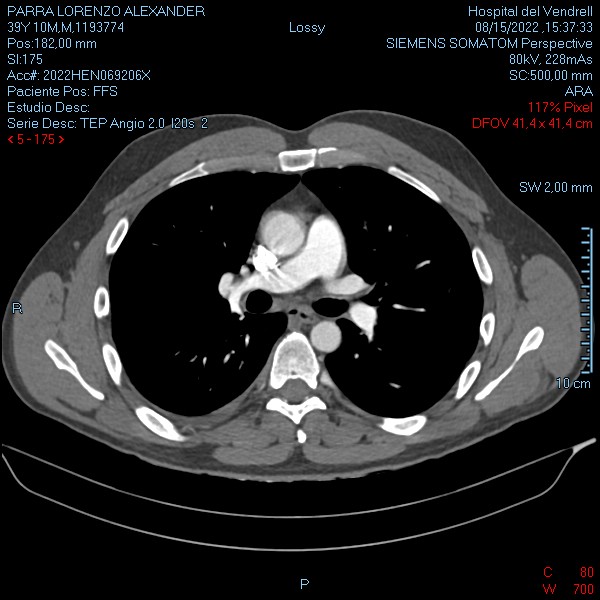 PARRA LORENZO ALEXANDER
39Y 10M,M,1193774
Pos:182,00 mm
SI:175
Acc#: 2022HEN069206X
Paciente Pos: FFS
Estudio Desc:
Serie Desc: TEP Angio 2.0 I20s 2
< 5 - 175 >
Lossy
Hospital del Vendrell
08/15/2022 ,15:37:33
SIEMENS SOMATOM Perspective
80kV, 228mAs
SC:500,00 mm
ARA
117% Pixel
DFOV 41,4 x 41,4 cm
SW 2,00 mm
R
10 cm
P
C 80
W 700